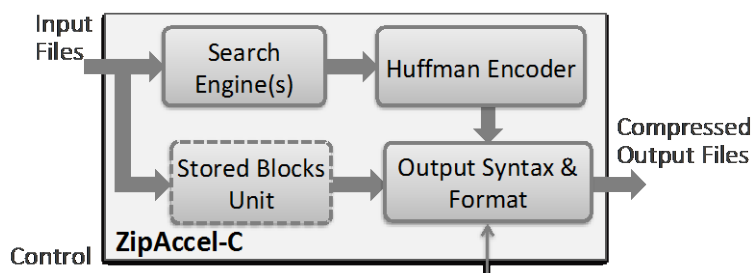 Input
Files
Search
Engine(s)
Huffman Encoder
Stored Blocks
Unit
Output Syntax &
Format
Compressed
Output Files
Control
ZipAccel-C